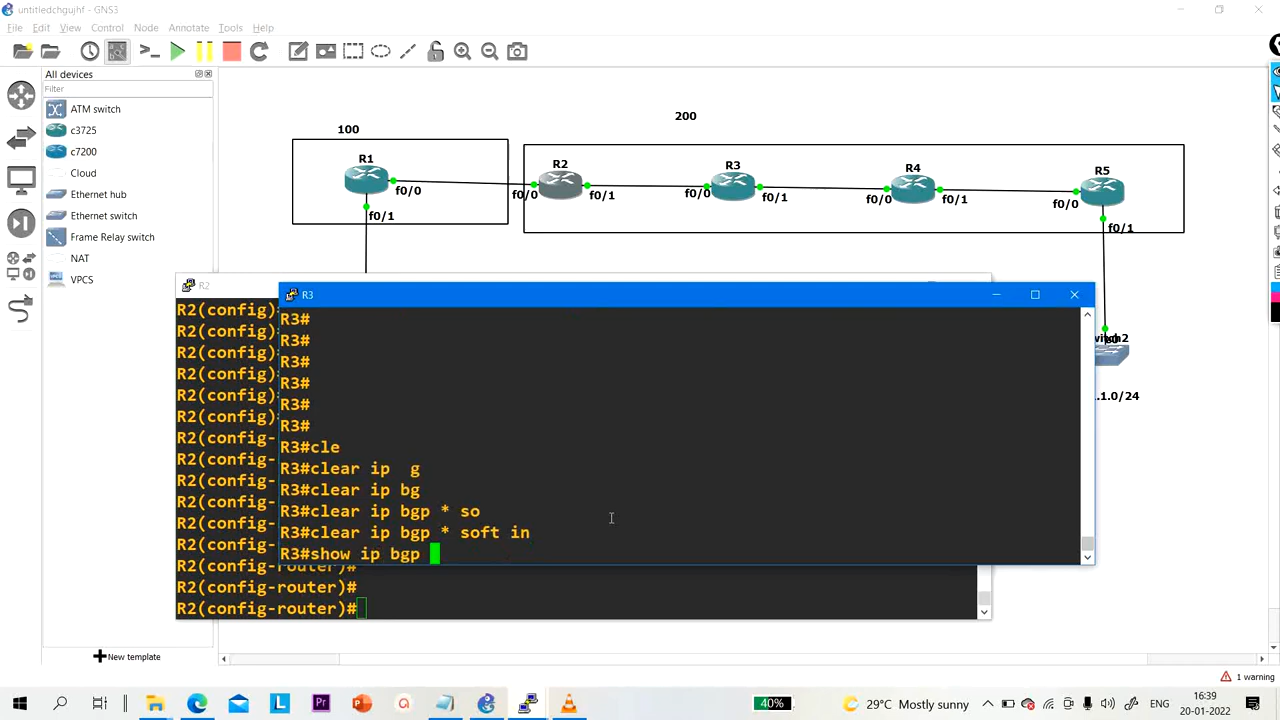 untitledchgujhf - GNS3
File Edit View Control Node Annotate Tools Help
All devices
Filter
ATM switch
c3725
c7200
Cloud
Ethernet hub
Ethernet switch
Frame Relay switch
NAT
VPCS
New template
100
200
R1
R2
R3
R4
R5
f0/0
f0/1
f0/0
f0/1
f0/0
f0/1
f0/0
f0/1
f0/0
f0/1
witch2
.1.0/24
R2
R2(config)
R2(config)
R2(config)
R2(config)
R2(config)
R2(config)
R2(config-
R2(config-
R2(config-
R2(config-
R2(config-
R2(config-
R2(config-router)#
R2(config-router)#
R2(config-router)#
R3
R3#
R3#
R3#
R3#
R3#
R3#
R3#cle
R3#clear ip  g
R3#clear ip bg
R3#clear ip bgp * so
R3#clear ip bgp * soft in
R3#show ip bgp
1 warning
40%
29°C Mostly sunny
ENG
16:39
20-01-2022